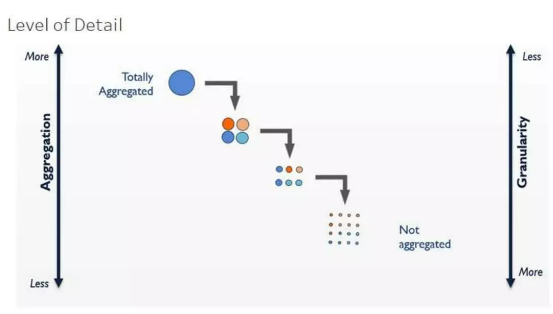 Level of Detail
More
Less
Totally
Aggregated
Aggregation
Granularity
Not
aggregated
More
Less